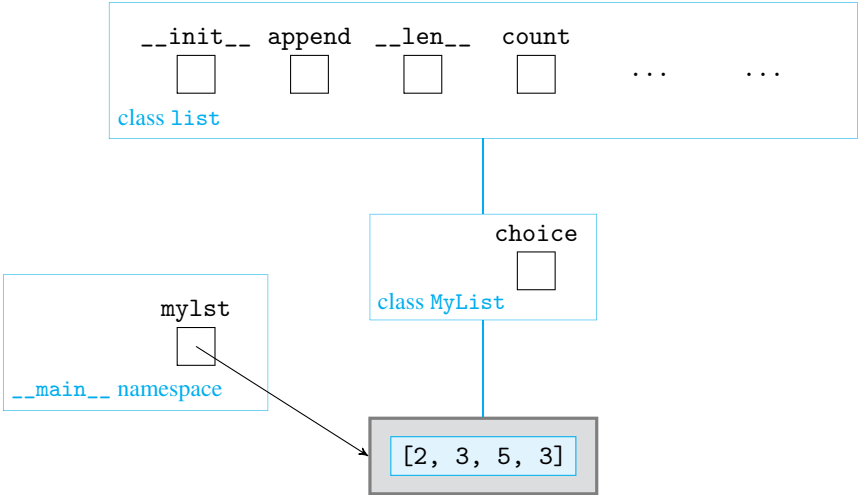 __init__ append __len__ count
... ...
class list
choice
class MyList
mylst
__main__ namespace
[2, 3, 5, 3]